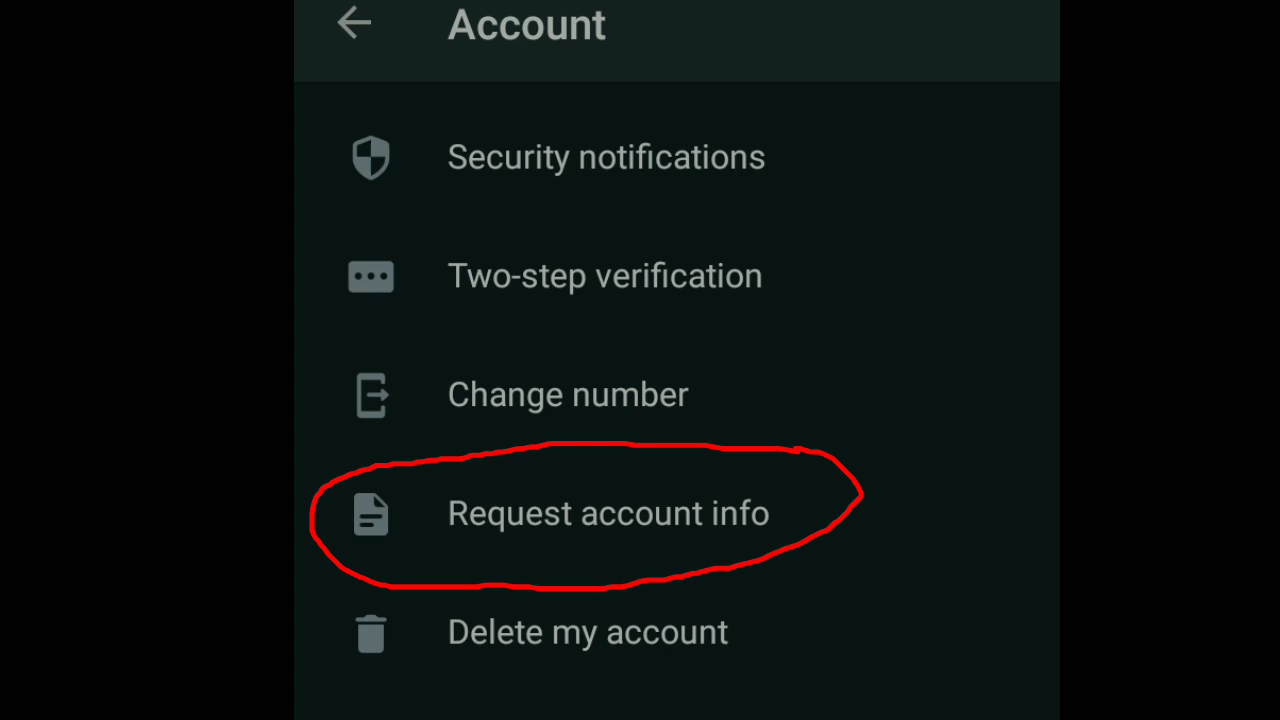 Account
Security notifications
Two-step verification
Change number
Request account info
Delete my account